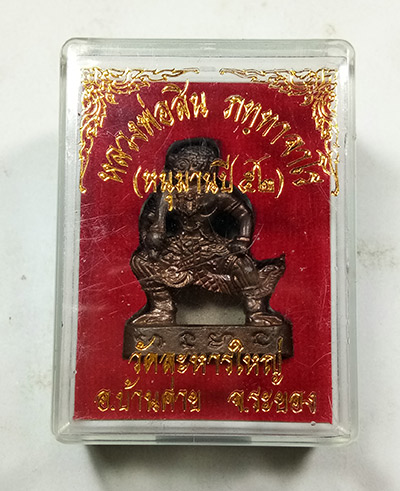 หลวงพ่อสิน ภทฺทาจาโร
(หนุมานปี ๕๒)
วัดละหารใหญ่
อ.บ้านค่าย จ.ระยอง